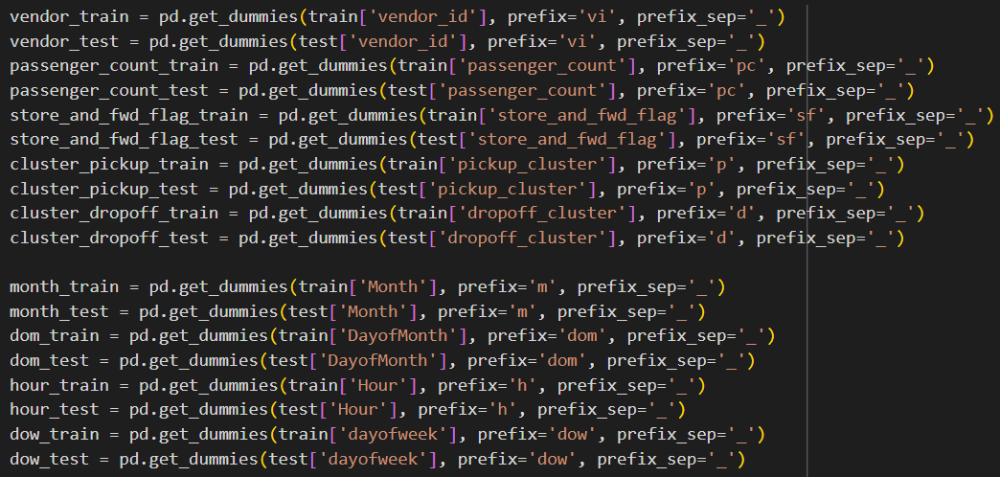 vendor_train = pd.get_dummies(train['vendor_id'], prefix='vi', prefix_sep='_')
vendor_test = pd.get_dummies(test['vendor_id'], prefix='vi', prefix_sep='_')
passenger_count_train = pd.get_dummies(train['passenger_count'], prefix='pc', prefix_sep='_')
passenger_count_test = pd.get_dummies(test['passenger_count'], prefix='pc', prefix_sep='_')
store_and_fwd_flag_train = pd.get_dummies(train['store_and_fwd_flag'], prefix='sf', prefix_sep='_')
store_and_fwd_flag_test = pd.get_dummies(test['store_and_fwd_flag'], prefix='sf', prefix_sep='_')
cluster_pickup_train = pd.get_dummies(train['pickup_cluster'], prefix='p', prefix_sep='_')
cluster_pickup_test = pd.get_dummies(test['pickup_cluster'], prefix='p', prefix_sep='_')
cluster_dropoff_train = pd.get_dummies(train['dropoff_cluster'], prefix='d', prefix_sep='_')
cluster_dropoff_test = pd.get_dummies(test['dropoff_cluster'], prefix='d', prefix_sep='_')

month_train = pd.get_dummies(train['Month'], prefix='m', prefix_sep='_')
month_test = pd.get_dummies(test['Month'], prefix='m', prefix_sep='_')
dom_train = pd.get_dummies(train['DayofMonth'], prefix='dom', prefix_sep='_')
dom_test = pd.get_dummies(test['DayofMonth'], prefix='dom', prefix_sep='_')
hour_train = pd.get_dummies(train['Hour'], prefix='h', prefix_sep='_')
hour_test = pd.get_dummies(test['Hour'], prefix='h', prefix_sep='_')
dow_train = pd.get_dummies(train['dayofweek'], prefix='dow', prefix_sep='_')
dow_test = pd.get_dummies(test['dayofweek'], prefix='dow', prefix_sep='_')